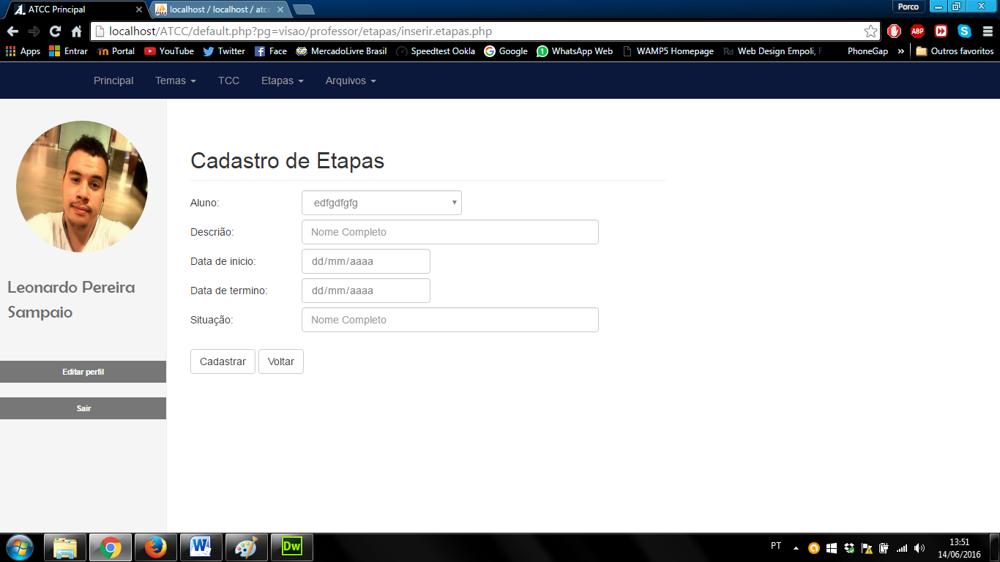 ATCC Principal
localhost / localhost / atcc
Porco
localhost/ATCC/default.php?pg=visao/professor/etapas/inserir.etapas.php
ABP
Apps Entrar Portal YouTube Twitter Face MercadoLivre Brasil Speedtest Ookla Google WhatsApp Web WAMP5 Homepage Rd Web Design Empoli, F PhoneGap » Outros favoritos
Principal Temas TCC Etapas Arquivos
Leonardo Pereira
Sampaio
Editar perfil
Sair
Cadastro de Etapas
Aluno: edfgdfgfg
Descrião: Nome Completo
Data de inicio: dd/mm/aaaa
Data de termino: dd/mm/aaaa
Situação: Nome Completo
Cadastrar Voltar
Dw
PT
13:51
14/06/2016